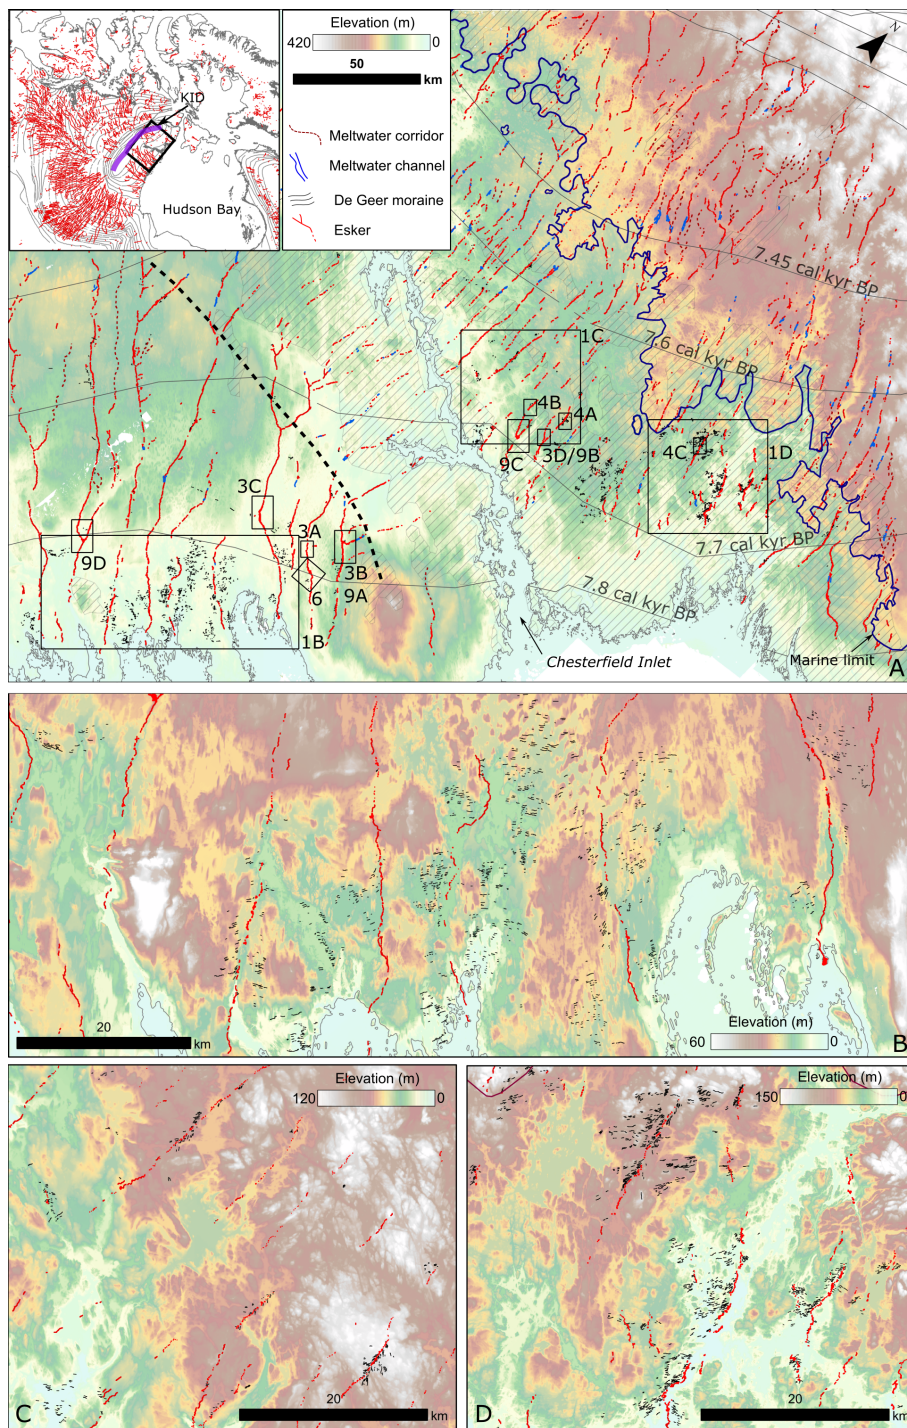 KID
Hudson Bay
Elevation (m)
420
0
50
km
Meltwater corridor
Meltwater channel
De Geer moraine
Esker
N
7.45 cal kyr BP
7.6 cal kyr BP
1C
4B
4A
9C
3D/9B
4C
1D
3C
3A
9D
3B
6
9A
1B
7.7 cal kyr BP
7.8 cal kyr BP
Chesterfield Inlet
Marine limit
A
20
km
Elevation (m)
60
0
B
Elevation (m)
120
0
20
km
C
Elevation (m)
150
0
20
km
D